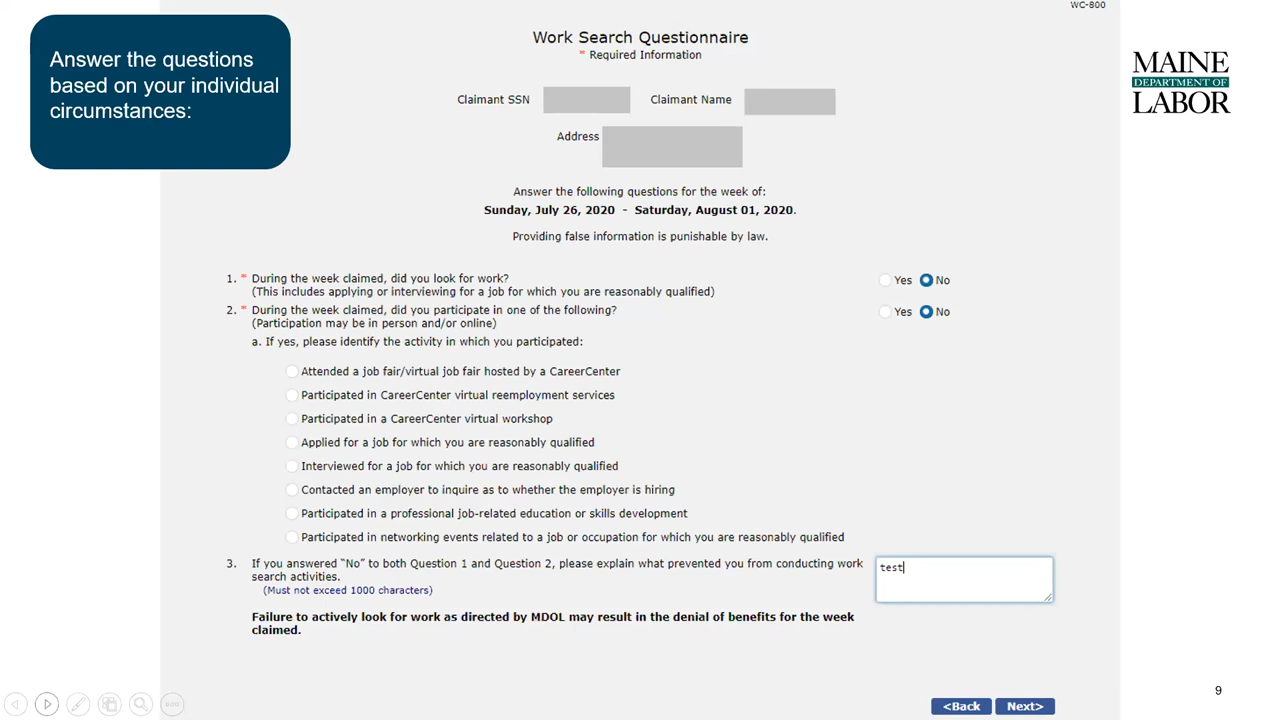 WC-800
Answer the questions
based on your individual
circumstances:
Work Search Questionnaire
* Required Information
MAINE
DEPARTMENT OF
LABOR
Claimant SSN
Claimant Name
Address
Answer the following questions for the week of:
Sunday, July 26, 2020 - Saturday, August 01, 2020.
Providing false information is punishable by law.
1. * During the week claimed, did you look for work?
(This includes applying or interviewing for a job for which you are reasonably qualified)
Yes No
2. * During the week claimed, did you participate in one of the following?
(Participation may be in person and/or online)
Yes No
a. If yes, please identify the activity in which you participated:
Attended a job fair/virtual job fair hosted by a CareerCenter
Participated in CareerCenter virtual reemployment services
Participated in a CareerCenter virtual workshop
Applied for a job for which you are reasonably qualified
Interviewed for a job for which you are reasonably qualified
Contacted an employer to inquire as to whether the employer is hiring
Participated in a professional job-related education or skills development
Participated in networking events related to a job or occupation for which you are reasonably qualified
3. If you answered “No” to both Question 1 and Question 2, please explain what prevented you from conducting work
search activities.
(Must not exceed 1000 characters)
test
Failure to actively look for work as directed by MDOL may result in the denial of benefits for the week
claimed.
9
<Back Next>